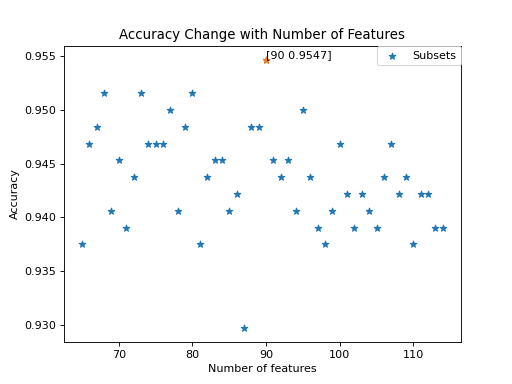 Accuracy Change with Number of Features
[90 0.9547]
Subsets
0.955
0.950
0.945
0.940
0.935
0.930
Accuracy
70 80 90 100 110
Number of features